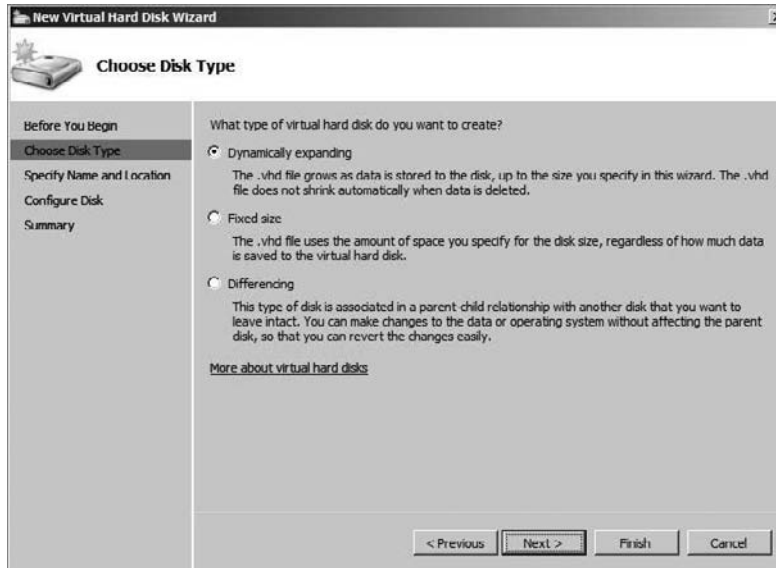 New Virtual Hard Disk Wizard
Choose Disk Type
Before You Begin
Choose Disk Type
Specify Name and Location
Configure Disk
Summary
What type of virtual hard disk do you want to create?
Dynamically expanding
The .vhd file grows as data is stored to the disk, up to the size you specify in this wizard. The .vhd
file does not shrink automatically when data is deleted.
Fixed size
The .vhd file uses the amount of space you specify for the disk size, regardless of how much data
is saved to the virtual hard disk.
Differencing
This type of disk is associated in a parent-child relationship with another disk that you want to
leave intact. You can make changes to the data or operating system without affecting the parent
disk, so that you can revert the changes easily.
More about virtual hard disks
< Previous
Next >
Finish
Cancel